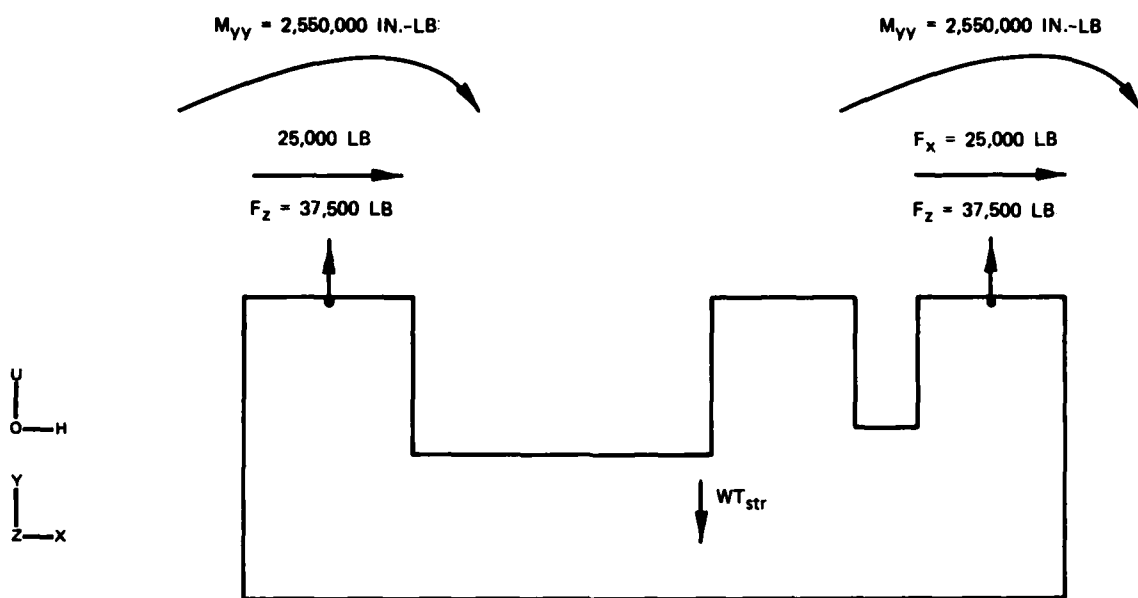 M_yy = 2,550,000 IN.-LB
M_yy = 2,550,000 IN.-LB
25,000 LB
F_x = 25,000 LB
F_z = 37,500 LB
F_z = 37,500 LB
U
O H
Y
Z X
WT_str